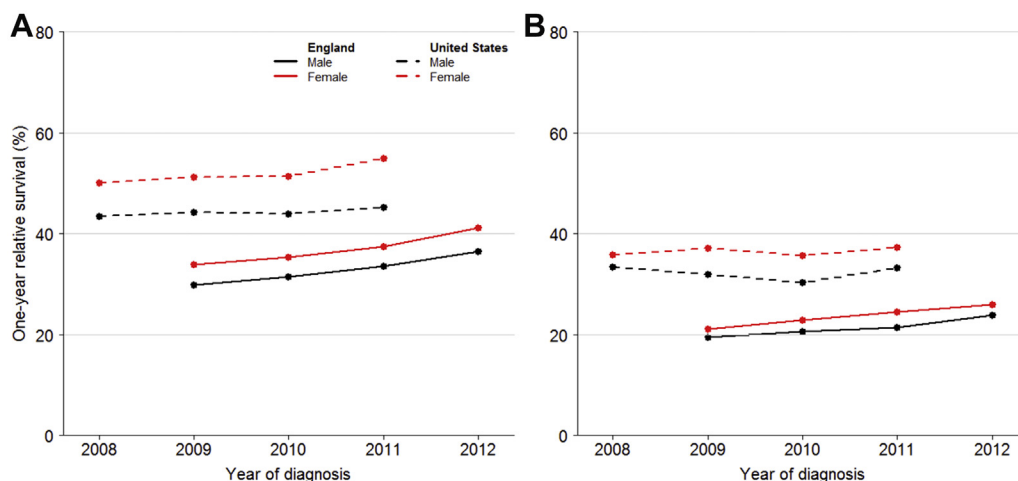 A
B
England
United States
Male
Male
Female
Female
One-year relative survival (%)
80
60
40
20
0
2008 2009 2010 2011 2012
Year of diagnosis
80
60
40
20
0
2008 2009 2010 2011 2012
Year of diagnosis